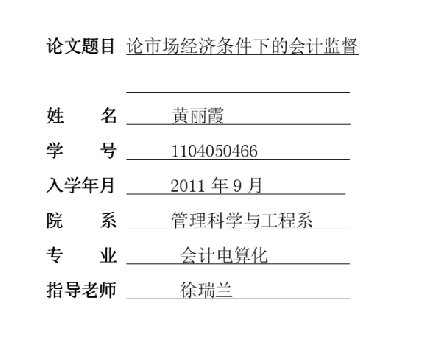 论文题目 论市场经济条件下的会计监督
姓 名 黄丽霞
学 号 1104050466
入学年月 2011 年 9 月
院 系 管理科学与工程系
专 业 会计电算化
指导老师 徐瑞兰